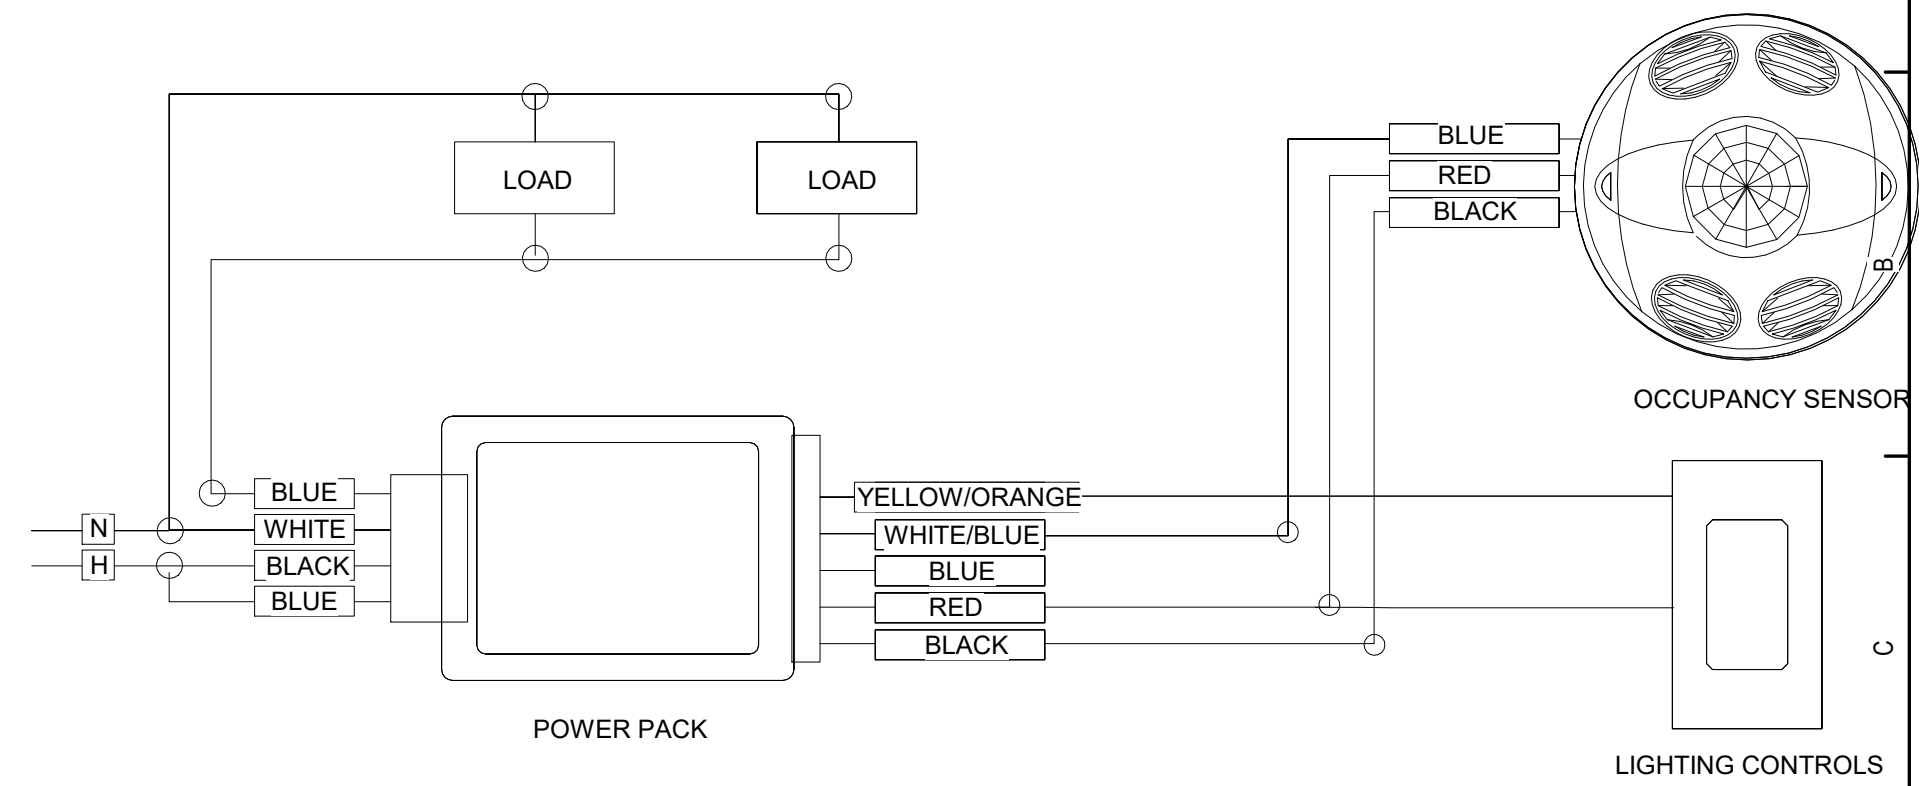 LOAD
LOAD
BLUE
RED
BLACK
B
OCCUPANCY SENSOR
BLUE
N
WHITE
H
BLACK
BLUE
YELLOW/ORANGE
WHITE/BLUE
BLUE
RED
BLACK
C
POWER PACK
LIGHTING CONTROLS